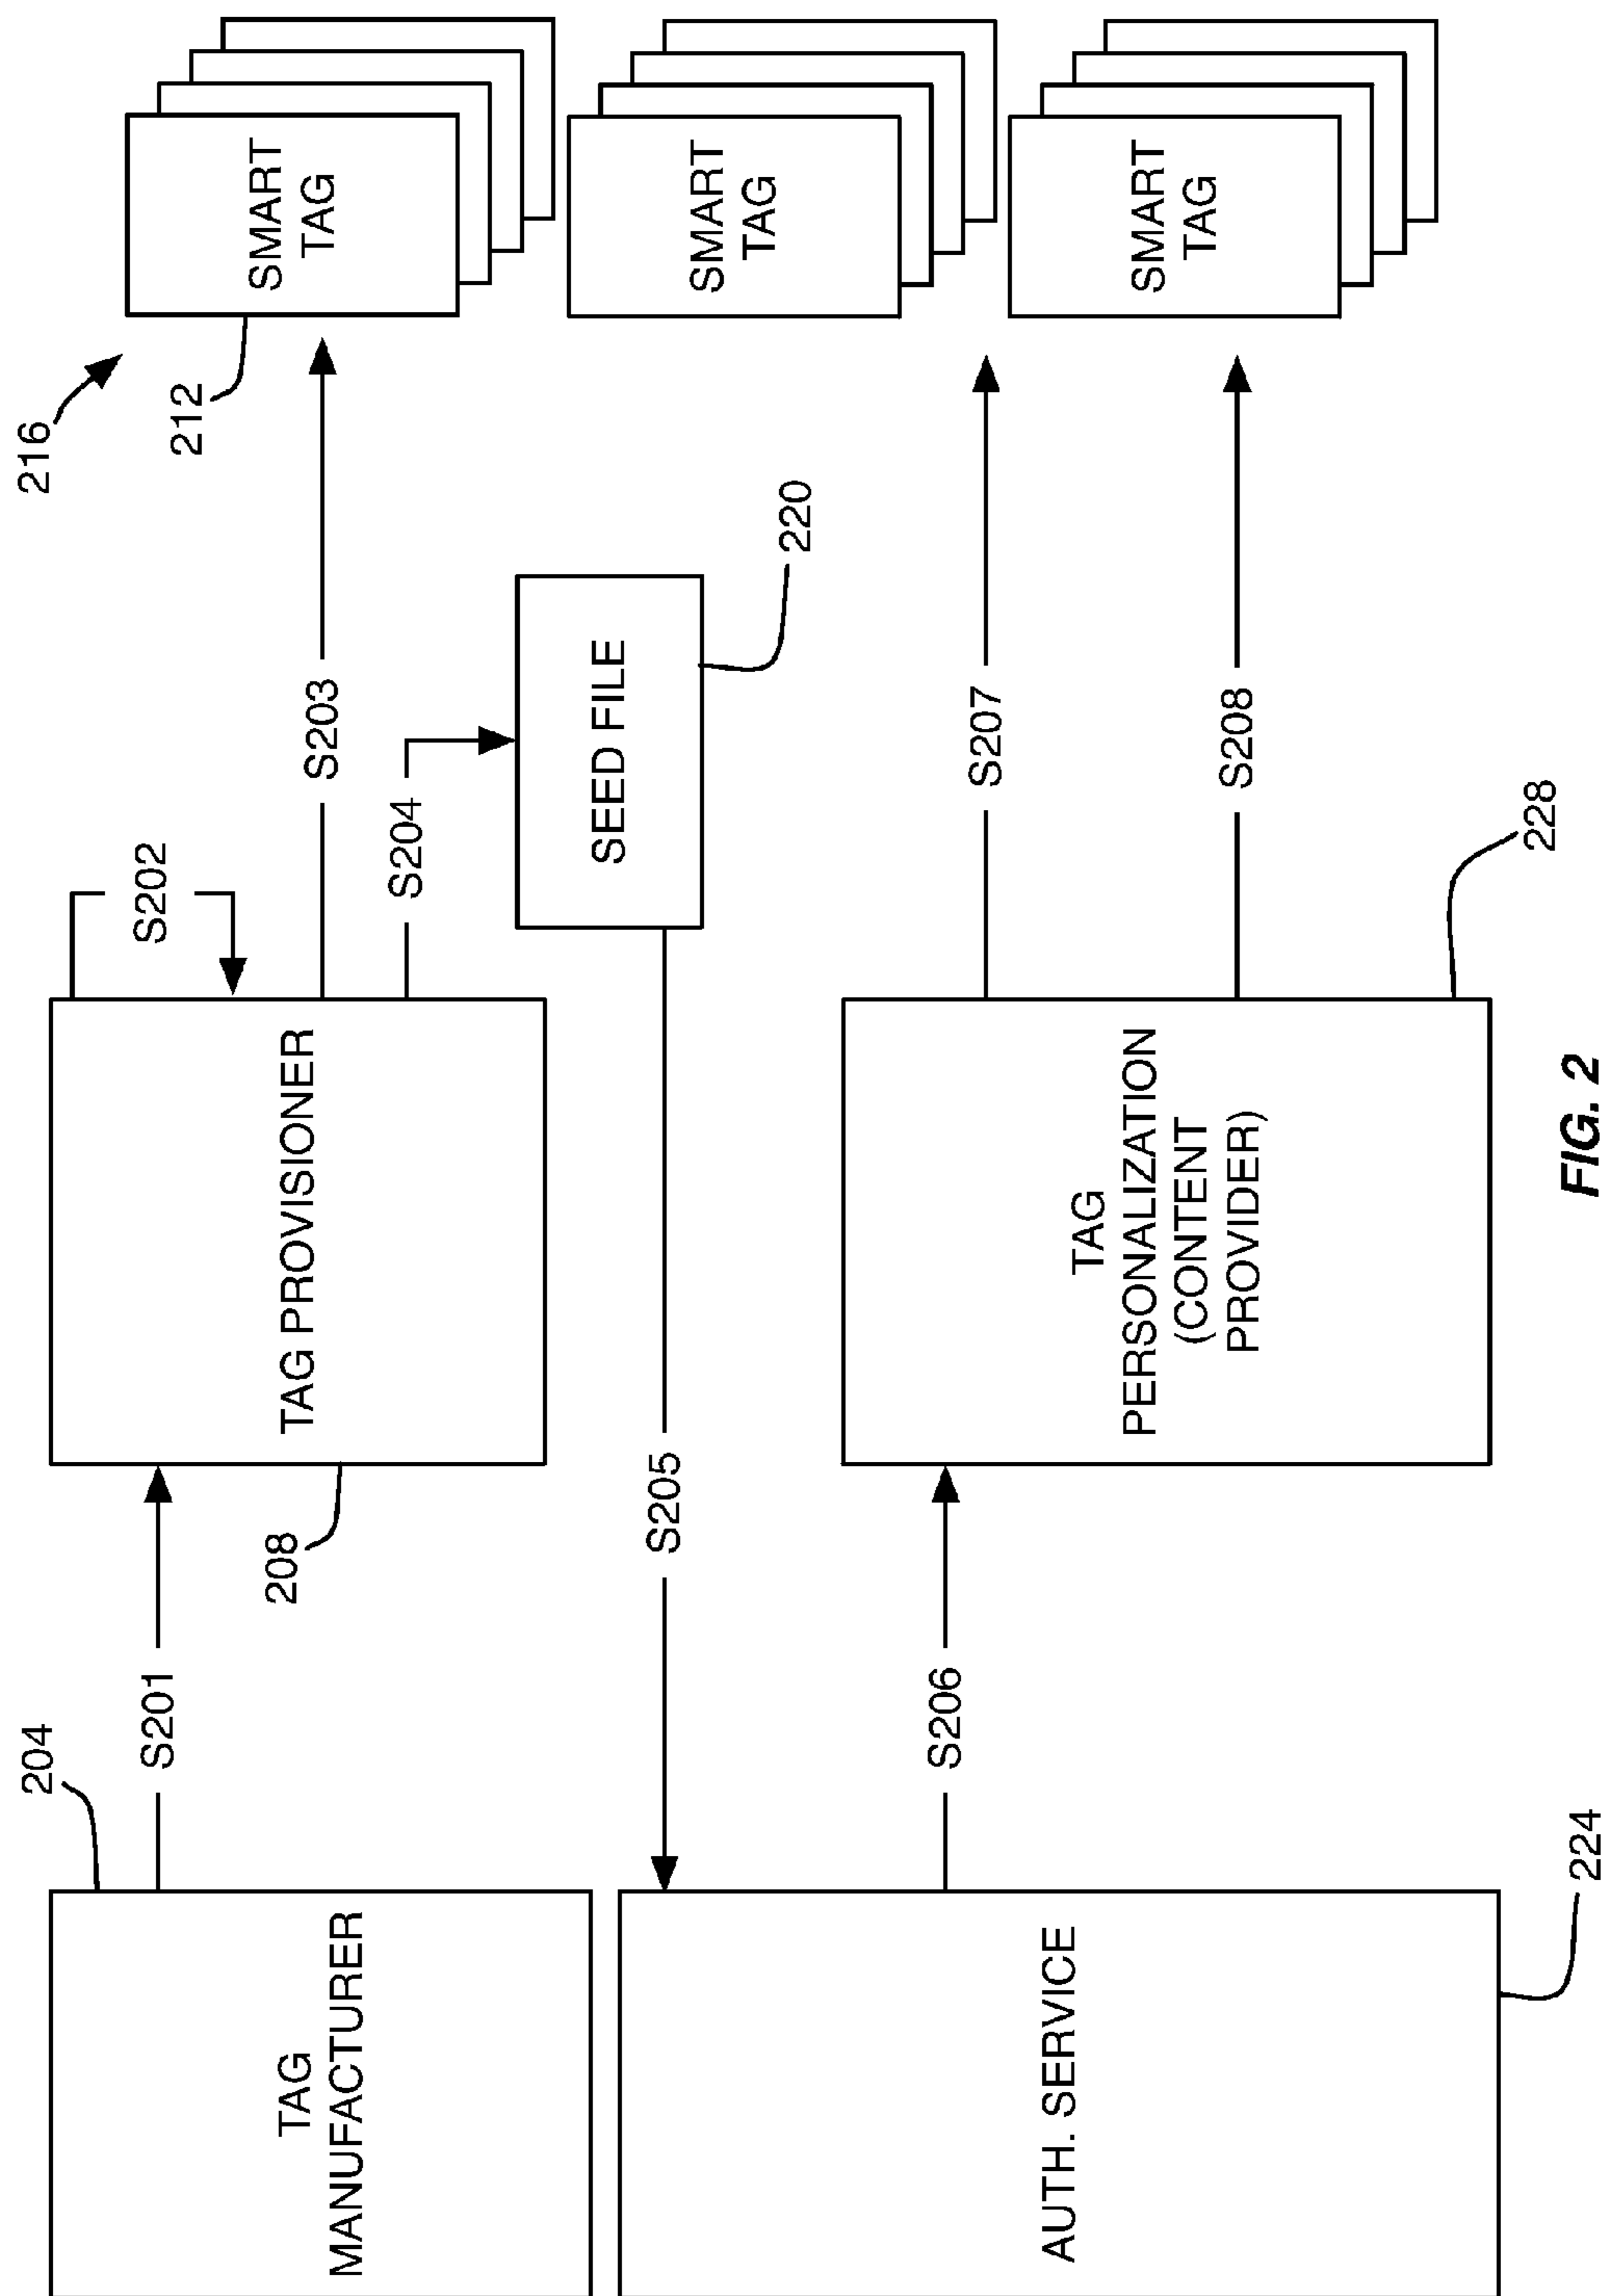 204
TAG
MANUFACTURER
S201
208
TAG PROVISIONER
S202
S203
S204
216
212
SMART
TAG
SEED FILE
220
SMART
TAG
S205
AUTH. SERVICE
224
S206
TAG
PERSONALIZATION
(CONTENT
PROVIDER)
228
S207
S208
SMART
TAG
FIG. 2